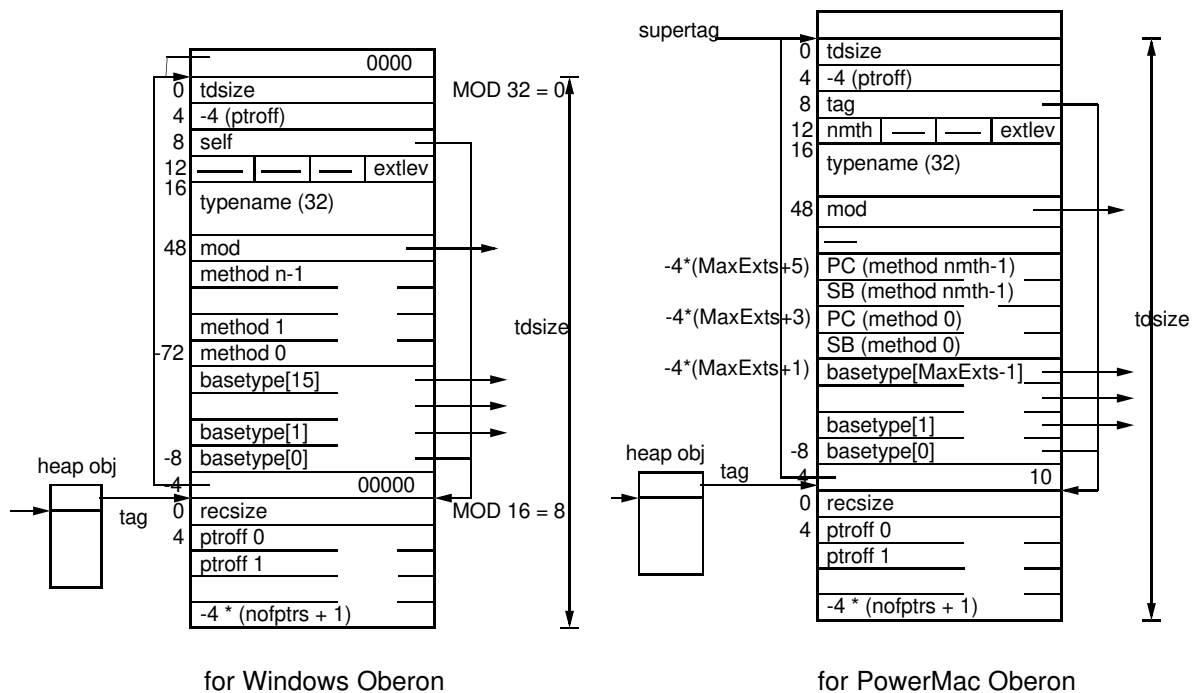 0000
0 tdsize MOD 32 = 0
4 -4 (ptroff)
8 self
12 extlev
16
typename (32)
48 mod
method n-1
method 1
tdsize
-72 method 0
basetype[15]
basetype[1]
-8 basetype[0]
heap obj
-4 00000
tag
0 recsize MOD 16 = 8
4 ptroff 0
ptroff 1
-4 * (nofptrs + 1)
for Windows Oberon
supertag
0 tdsize
4 -4 (ptroff)
8 tag
12 nmth extlev
16
typename (32)
48 mod
-4*(MaxExts+5) PC (method nmth-1)
SB (method nmth-1)
-4*(MaxExts+3) PC (method 0)
tdsize
SB (method 0)
-4*(MaxExts+1) basetype[MaxExts-1]
basetype[1]
-8 basetype[0]
heap obj
tag
-4 10
0 recsize
4 ptroff 0
ptroff 1
-4 * (nofptrs + 1)
for PowerMac Oberon